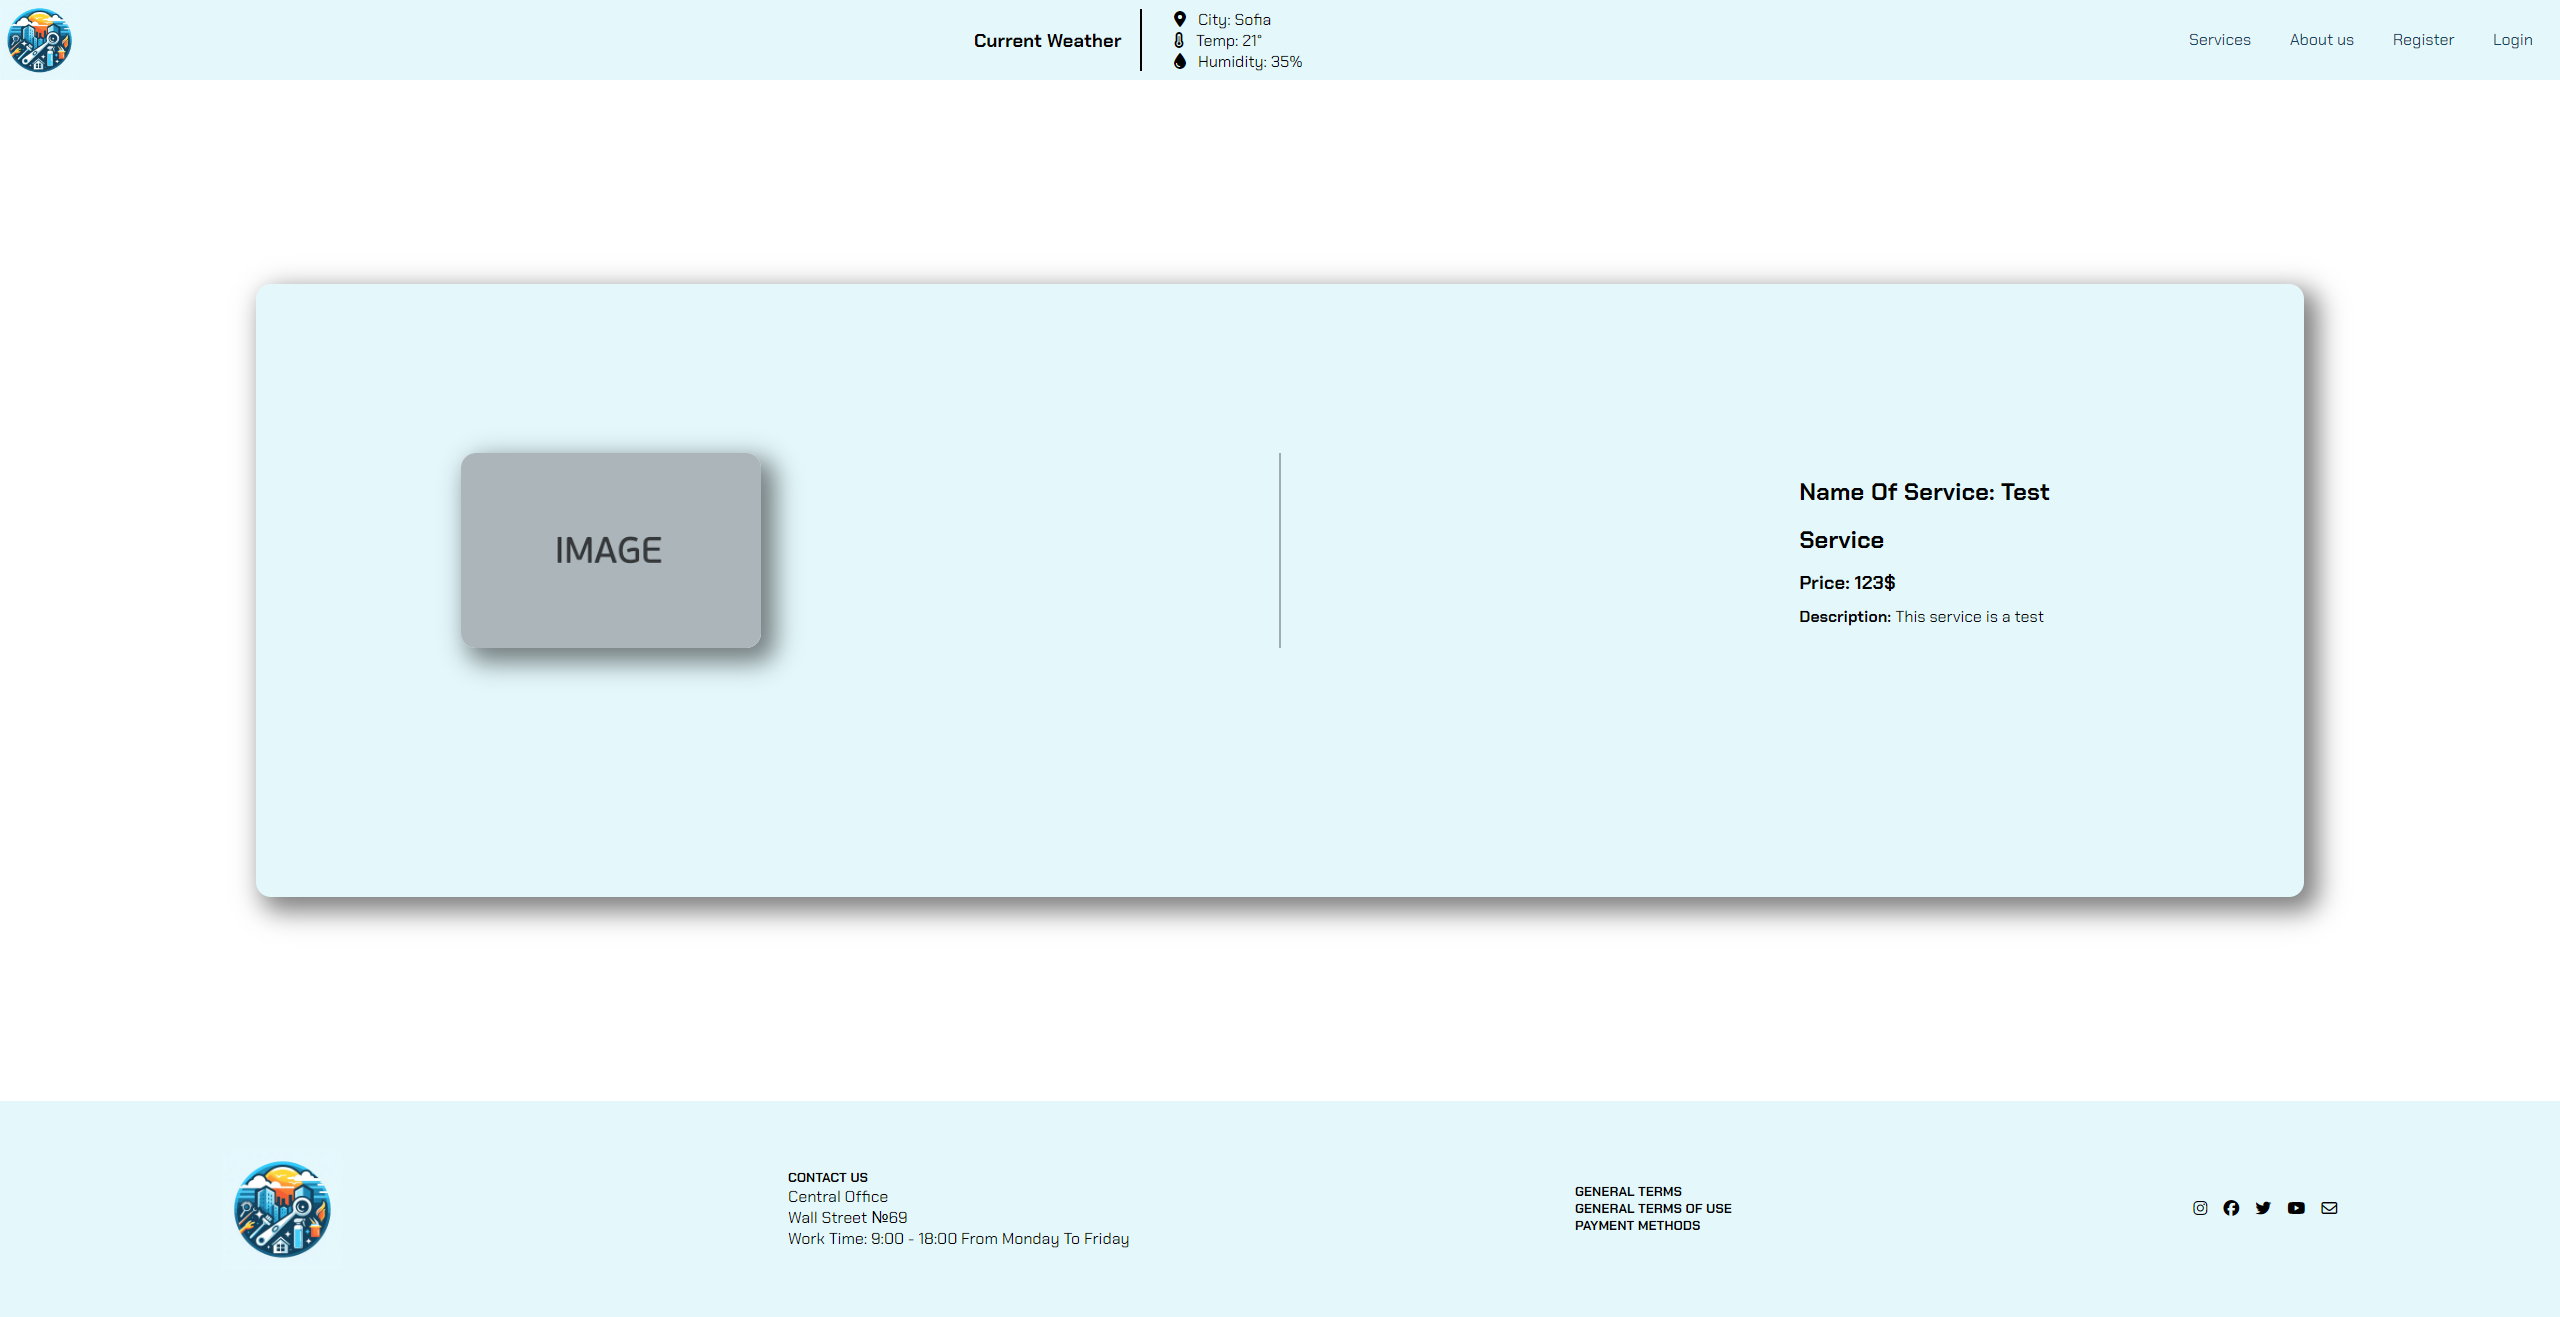 Current Weather
City: Sofia
Temp: 21°
Humidity: 35%
Services
About us
Register
Login
IMAGE
Name Of Service: Test
Service
Price: 123$
Description: This service is a test
CONTACT US
Central Office
Wall Street №69
Work Time: 9:00 - 18:00 From Monday To Friday
GENERAL TERMS
GENERAL TERMS OF USE
PAYMENT METHODS